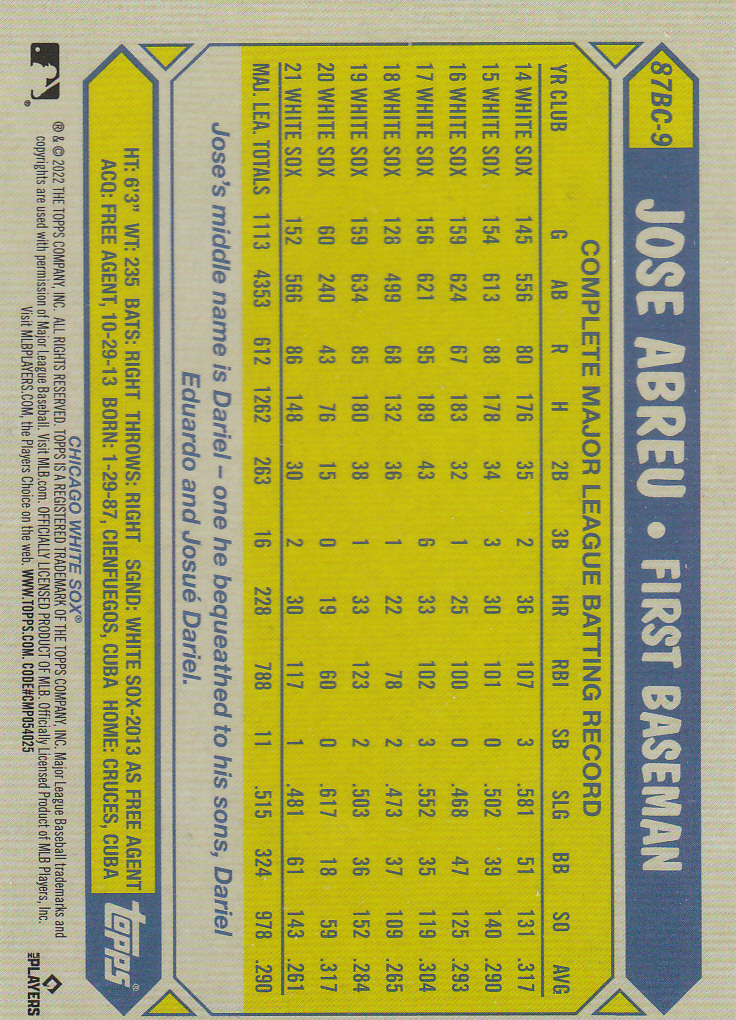 87BC-9 JOSE ABREU • FIRST BASEMAN
COMPLETE MAJOR LEAGUE BATTING RECORD
YR CLUB G AB R H 2B 3B HR RBI SB SLG BB SO AVG
14 WHITE SOX 145 556 80 176 35 2 36 107 3 .581 51 131 .317
15 WHITE SOX 154 613 88 178 34 3 30 101 0 .502 39 140 .290
16 WHITE SOX 159 624 67 183 32 1 25 100 0 .468 47 125 .293
17 WHITE SOX 156 621 95 189 43 6 33 102 3 .552 35 119 .304
18 WHITE SOX 128 499 68 132 36 1 22 78 2 .473 37 109 .265
19 WHITE SOX 159 634 85 180 38 1 33 123 2 .503 36 152 .284
20 WHITE SOX 60 240 43 76 15 0 19 60 0 .617 18 59 .317
21 WHITE SOX 152 566 86 148 30 2 30 117 1 .481 61 143 .261
MAJ. LEA. TOTALS 1113 4353 612 1262 263 16 228 788 11 .515 324 978 .290
Jose's middle name is Dariel – one he bequeathed to his sons, Dariel
Eduardo and Josué Dariel.
HT: 6'3" WT: 235 BATS: RIGHT THROWS: RIGHT SGND: WHITE SOX-2013 AS FREE AGENT
ACQ: FREE AGENT, 10-29-13 BORN: 1-29-87, CIENFUEGOS, CUBA HOME: CRUCES, CUBA
topps®
CHICAGO WHITE SOX®
® & © 2022 THE TOPPS COMPANY, INC. ALL RIGHTS RESERVED. TOPPS IS A REGISTERED TRADEMARK OF THE TOPPS COMPANY, INC. Major League Baseball trademarks and
copyrights are used with permission of Major League Baseball. Visit MLB.com. OFFICIALLY LICENSED PRODUCT OF MLB. Officially Licensed Product of MLB Players, Inc.
Visit MLBPLAYERS.COM, the Players Choice on the web. WWW.TOPPS.COM. CODE#CMP054025
®
MLB PLAYERS